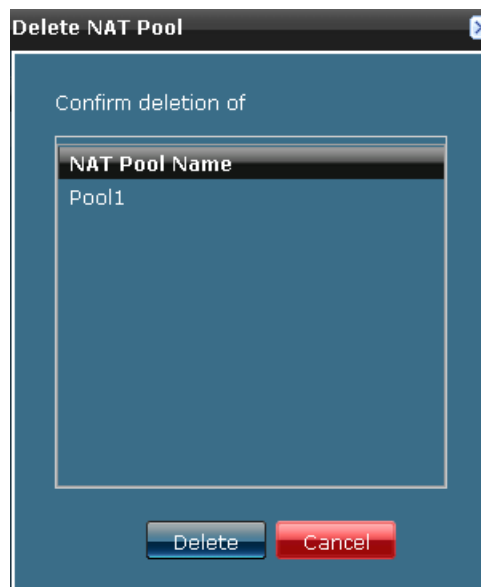 Delete NAT Pool
Confirm deletion of
NAT Pool Name
Pool1
Delete
Cancel